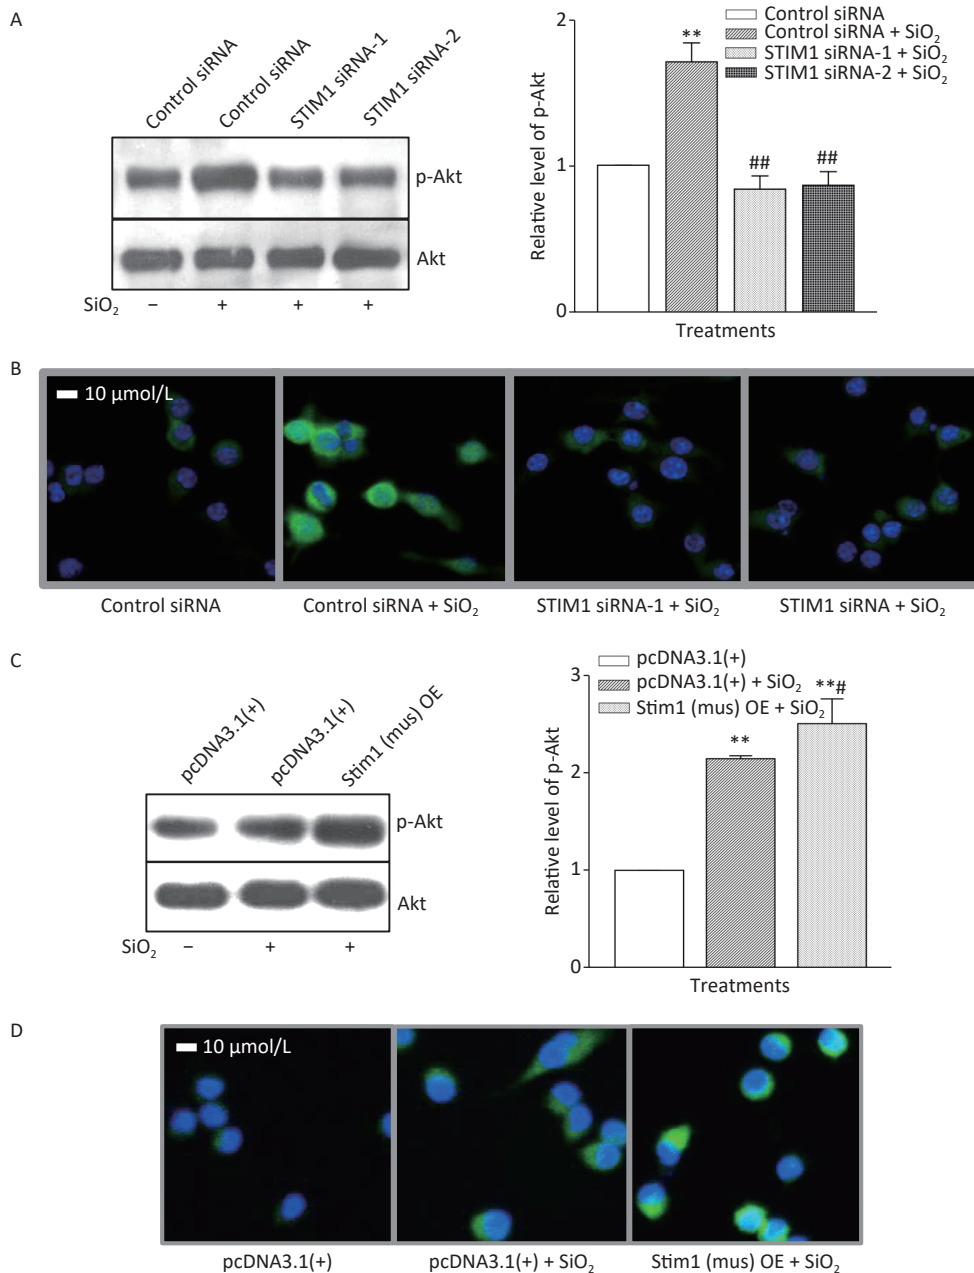 A
Control siRNA
Control siRNA
STIM1 siRNA-1
STIM1 siRNA-2
p-Akt
Akt
SiO₂ − + + +
Relative level of p-Akt
2
1
0
**
##
##
Control siRNA
Control siRNA + SiO₂
STIM1 siRNA-1 + SiO₂
STIM1 siRNA-2 + SiO₂
Treatments
B
10 μmol/L
Control siRNA
Control siRNA + SiO₂
STIM1 siRNA-1 + SiO₂
STIM1 siRNA + SiO₂
C
pcDNA3.1(+)
pcDNA3.1(+)
Stim1 (mus) OE
p-Akt
Akt
SiO₂ − + +
Relative level of p-Akt
3
2
1
0
pcDNA3.1(+)
pcDNA3.1(+) + SiO₂
Stim1 (mus) OE + SiO₂
**
**#
Treatments
D
10 μmol/L
pcDNA3.1(+)
pcDNA3.1(+) + SiO₂
Stim1 (mus) OE + SiO₂